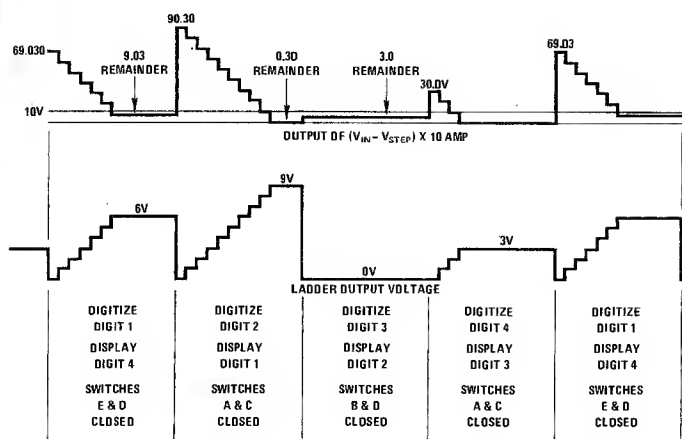 90.30
69.030
9.03
REMAINDER
0.30
REMAINDER
3.0
REMAINDER
30.0V
69.03
10V
OUTPUT OF (VIN – VSTEP) X 10 AMP
6V
9V
0V
3V
LADDER OUTPUT VOLTAGE
DIGITIZE
DIGIT 1
DISPLAY
DIGIT 4
SWITCHES
E & D
CLOSED
DIGITIZE
DIGIT 2
DISPLAY
DIGIT 1
SWITCHES
A & C
CLOSED
DIGITIZE
DIGIT 3
DISPLAY
DIGIT 2
SWITCHES
B & D
CLOSED
DIGITIZE
DIGIT 4
DISPLAY
DIGIT 3
SWITCHES
A & C
CLOSED
DIGITIZE
DIGIT 1
DISPLAY
DIGIT 4
SWITCHES
E & D
CLOSED